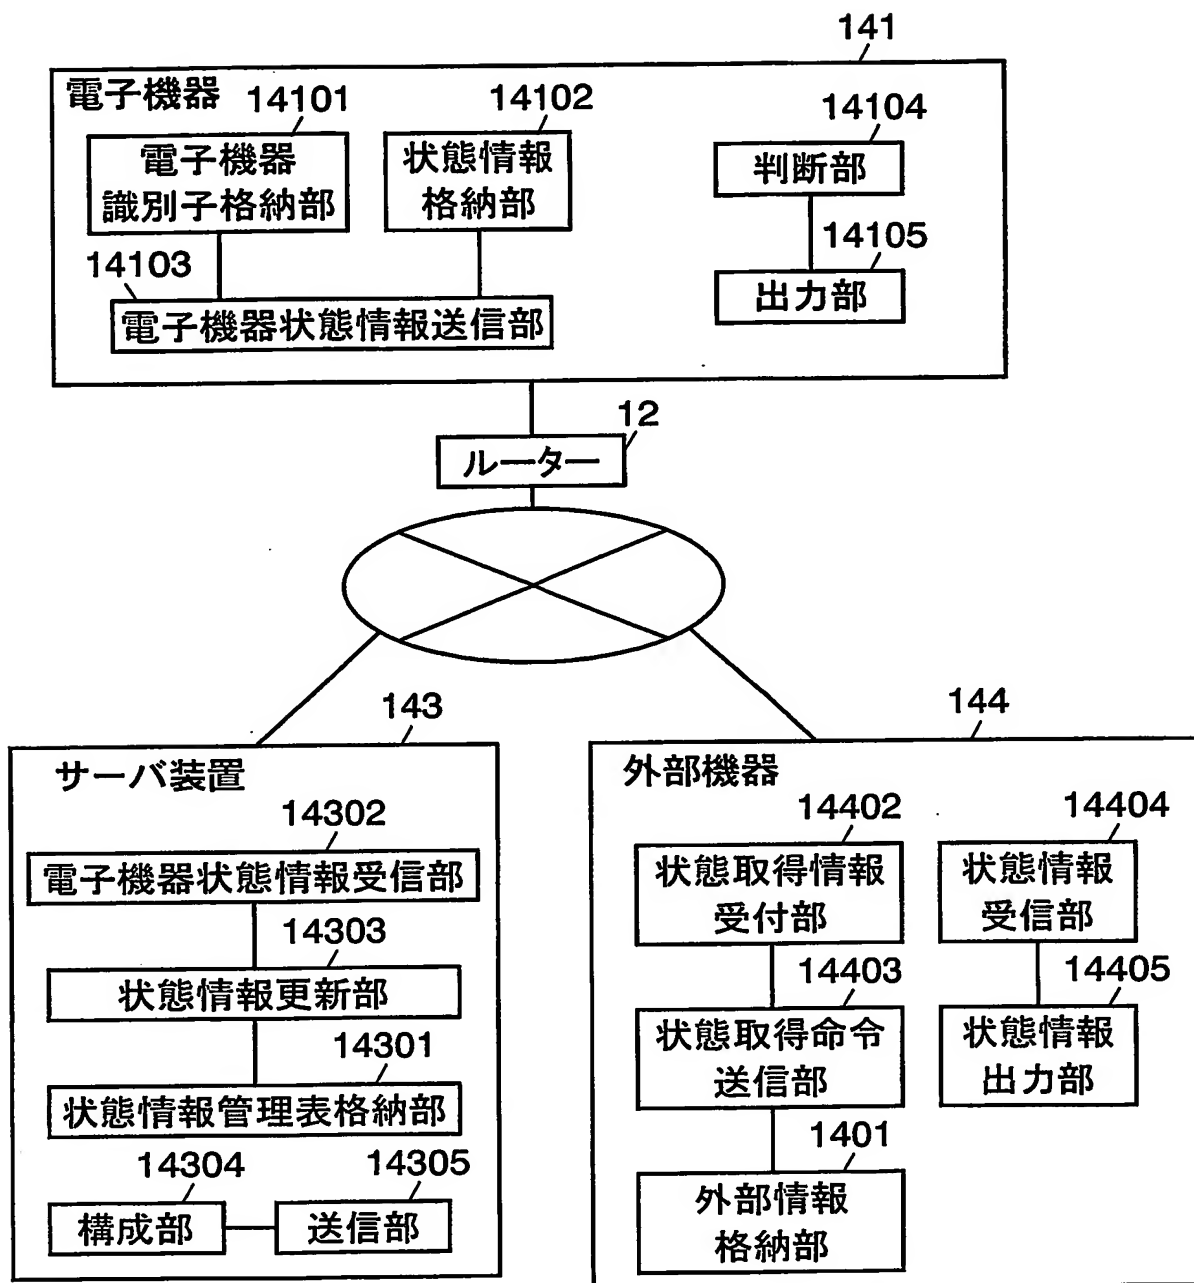 141
電子機器
14101
14102
14104
電子機器
識別子格納部
状態情報
格納部
判断部
14103
14105
電子機器状態情報送信部
出力部
12
ルーター
143
サーバ装置
14302
電子機器状態情報受信部
14303
状態情報更新部
14301
状態情報管理表格納部
14304
14305
構成部
送信部
144
外部機器
14402
14404
状態取得情報
受付部
状態情報
受信部
14403
14405
状態取得命令
送信部
状態情報
出力部
1401
外部情報
格納部